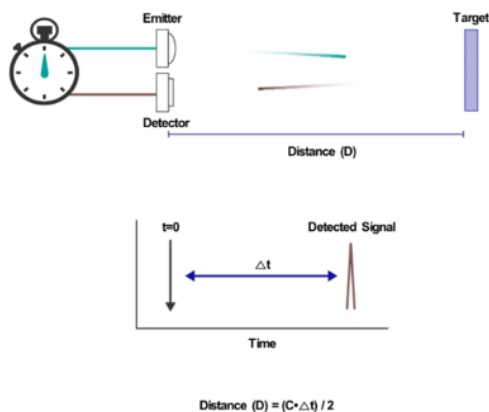 Emitter
Target
Detector
Distance (D)
t=0
Detected Signal
△t
Time
Distance (D) = (C•△t) / 2